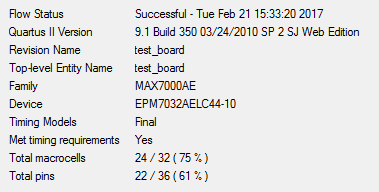 Flow Status Successful - Tue Feb 21 15:33:20 2017
Quartus II Version 9.1 Build 350 03/24/2010 SP 2 SJ Web Edition
Revision Name test_board
Top-level Entity Name test_board
Family MAX7000AE
Device EPM7032AELC44-10
Timing Models Final
Met timing requirements Yes
Total macrocells 24 / 32 ( 75 % )
Total pins 22 / 36 ( 61 % )